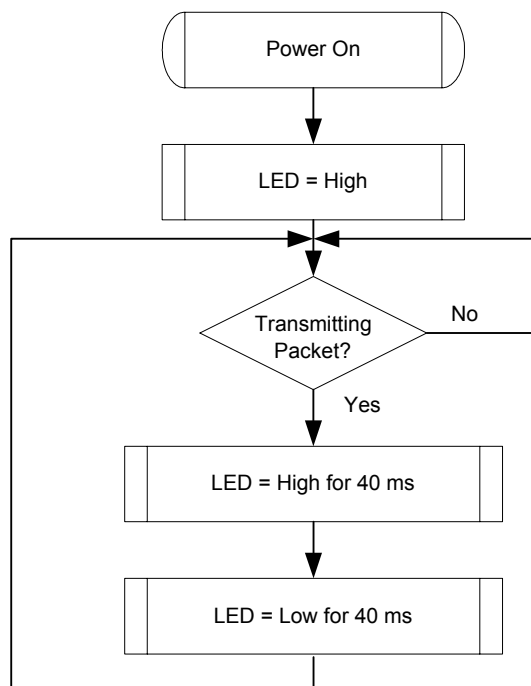 Power On
LED = High
Transmitting
Packet?
No
Yes
LED = High for 40 ms
LED = Low for 40 ms